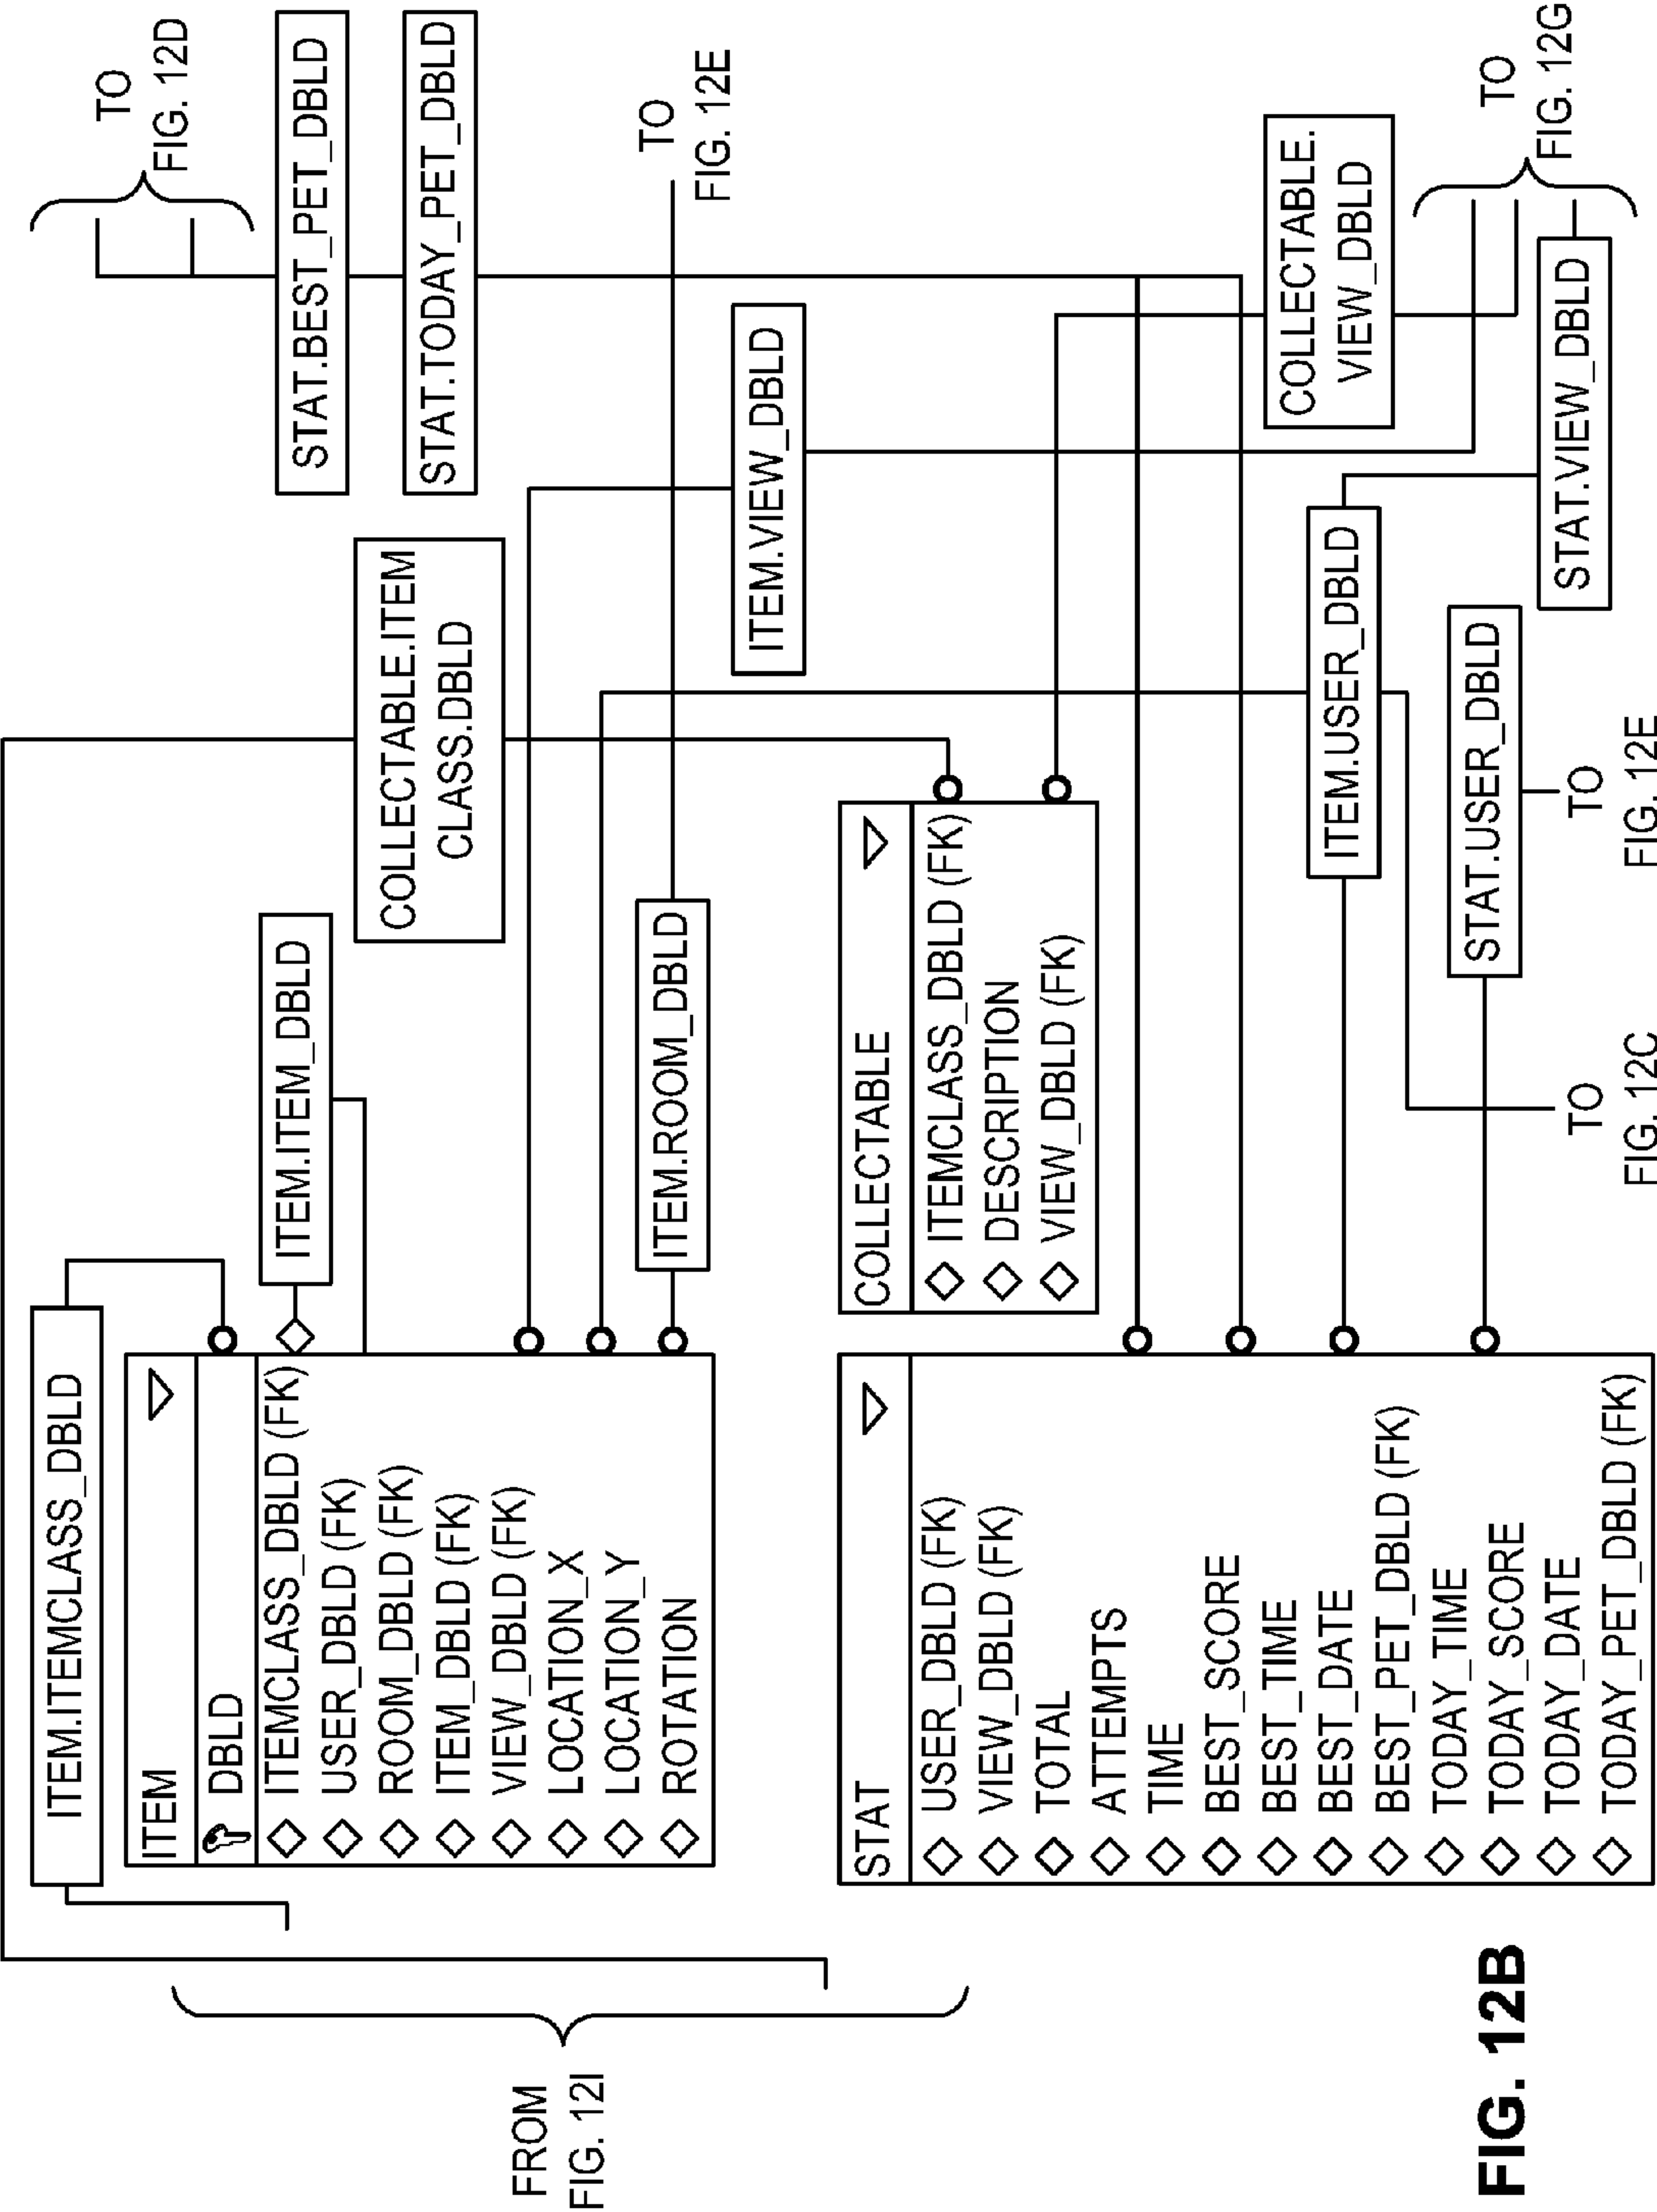 TO
FIG. 12D
STAT.BEST_PET_DBLD
STAT.TODAY_PET_DBLD
TO
FIG. 12E
ITEM.ITEMCLASS_DBLD
ITEM
DBLD
ITEMCLASS_DBLD (FK)
USER_DBLD (FK)
ROOM_DBLD (FK)
ITEM_DBLD (FK)
VIEW_DBLD (FK)
LOCATION_X
LOCATION_Y
ROTATION
ITEM.ITEM_DBLD
COLLECTABLE.ITEM
CLASS.DBLD
ITEM.ROOM_DBLD
ITEM.VIEW_DBLD
FROM
FIG. 12I
COLLECTABLE
ITEMCLASS_DBLD (FK)
DESCRIPTION
VIEW_DBLD (FK)
COLLECTABLE.
VIEW_DBLD
TO
FIG. 12G
STAT
USER_DBLD (FK)
VIEW_DBLD (FK)
TOTAL
ATTEMPTS
TIME
BEST_SCORE
BEST_TIME
BEST_DATE
BEST_PET_DBLD (FK)
TODAY_TIME
TODAY_SCORE
TODAY_DATE
TODAY_PET_DBLD (FK)
ITEM.USER_DBLD
STAT.USER_DBLD
STAT.VIEW_DBLD
TO
FIG. 12C
TO
FIG. 12E
FIG. 12B